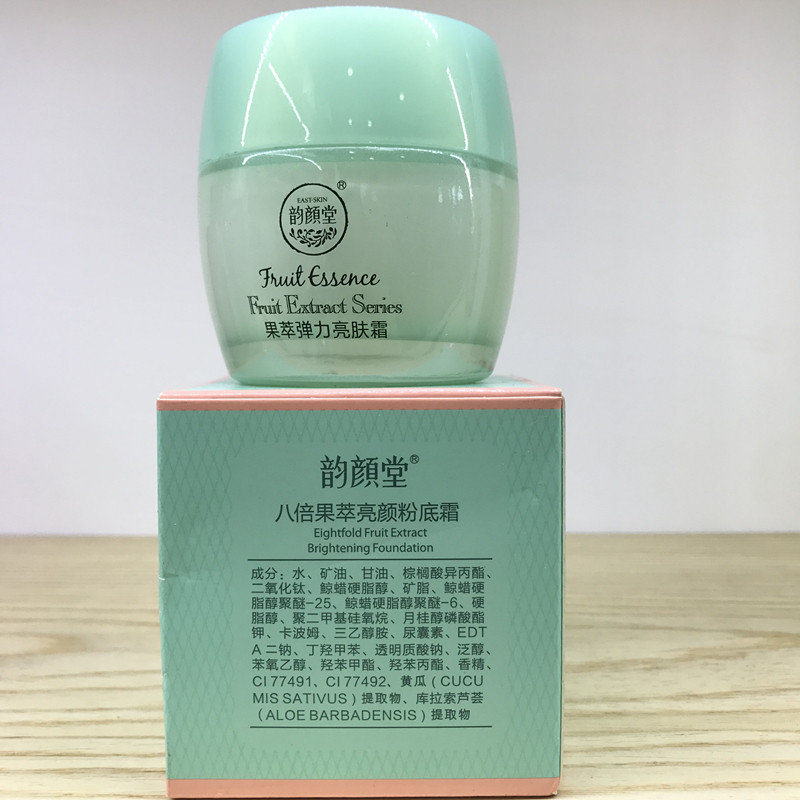 EAST·SKIN
韵顔堂®
Fruit Essence
Fruit Extract Series
果萃弹力亮肤霜
韵顔堂®
八倍果萃亮颜粉底霜
Eightfold Fruit Extract
Brightening Foundation
成分：水、矿油、甘油、棕榈酸异丙酯、
二氧化钛、鲸蜡硬脂醇、矿脂、鲸蜡硬
脂醇聚醚-25、鲸蜡硬脂醇聚醚-6、硬
脂醇、聚二甲基硅氧烷、月桂醇磷酸酯
钾、卡波姆、三乙醇胺、尿囊素、EDT
A 二钠、丁羟甲苯、透明质酸钠、泛醇、
苯氧乙醇、羟苯甲酯、羟苯丙酯、香精、
CI 77491、CI 77492、黄瓜（CUCU
MIS SATIVUS）提取物、库拉索芦荟
（ALOE BARBADENSIS）提取物